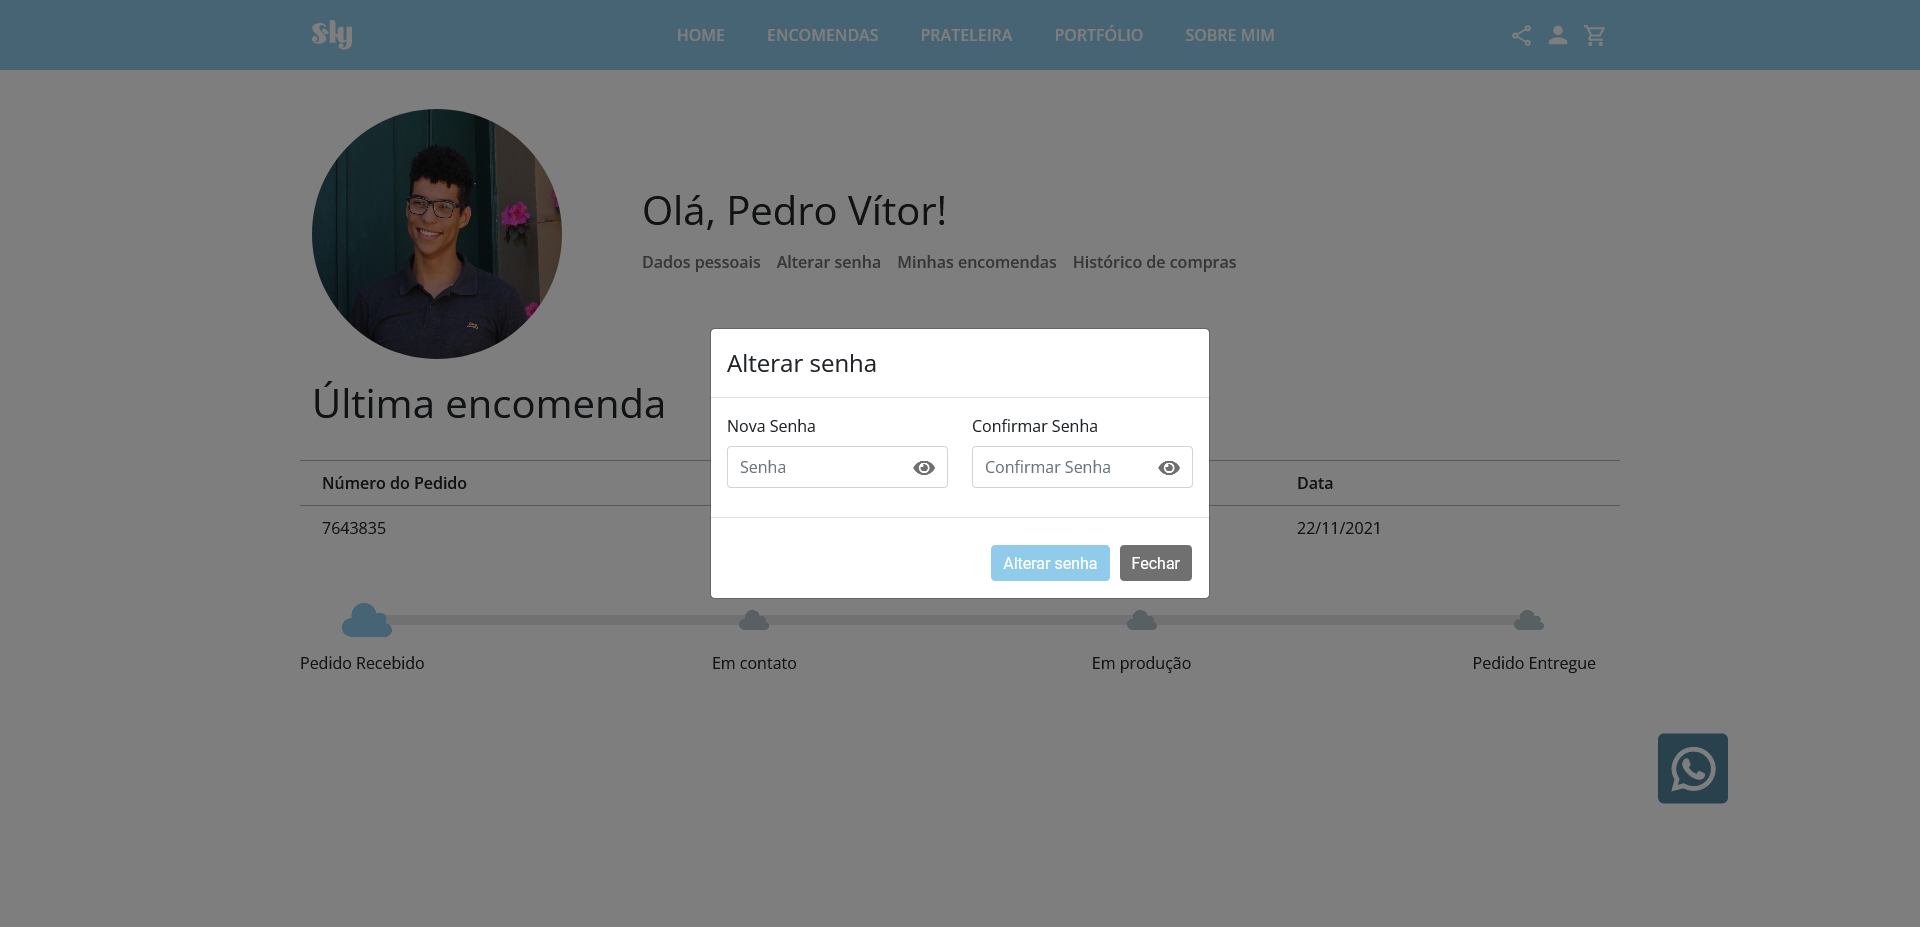 sky
HOME ENCOMENDAS PRATELEIRA PORTFÓLIO SOBRE MIM
Olá, Pedro Vítor!
Dados pessoais Alterar senha Minhas encomendas Histórico de compras
Última encomenda
Número do Pedido Data
7643835 22/11/2021
Alterar senha
Nova Senha Confirmar Senha
Senha Confirmar Senha
Alterar senha Fechar
Pedido Recebido Em contato Em produção Pedido Entregue